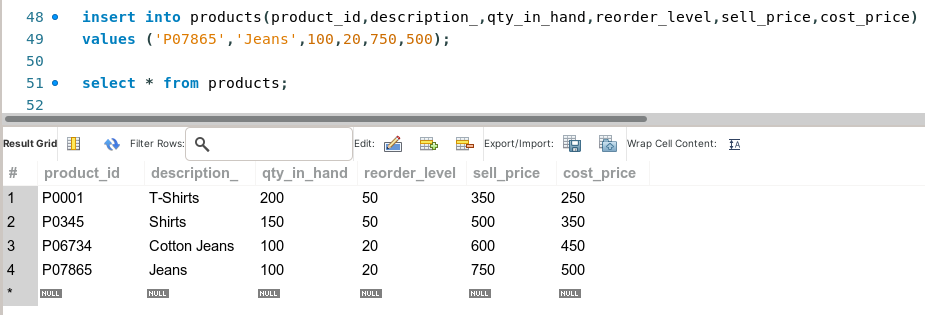 48 insert into products(product_id,description_,qty_in_hand,reorder_level,sell_price,cost_price)
49 values ('P07865','Jeans',100,20,750,500);
50
51 select * from products;
52
Result Grid Filter Rows: Edit: Export/Import: Wrap Cell Content: IA
# product_id description_ qty_in_hand reorder_level sell_price cost_price
1 P0001 T-Shirts 200 50 350 250
2 P0345 Shirts 150 50 500 350
3 P06734 Cotton Jeans 100 20 600 450
4 P07865 Jeans 100 20 750 500
* NULL NULL NULL NULL NULL NULL